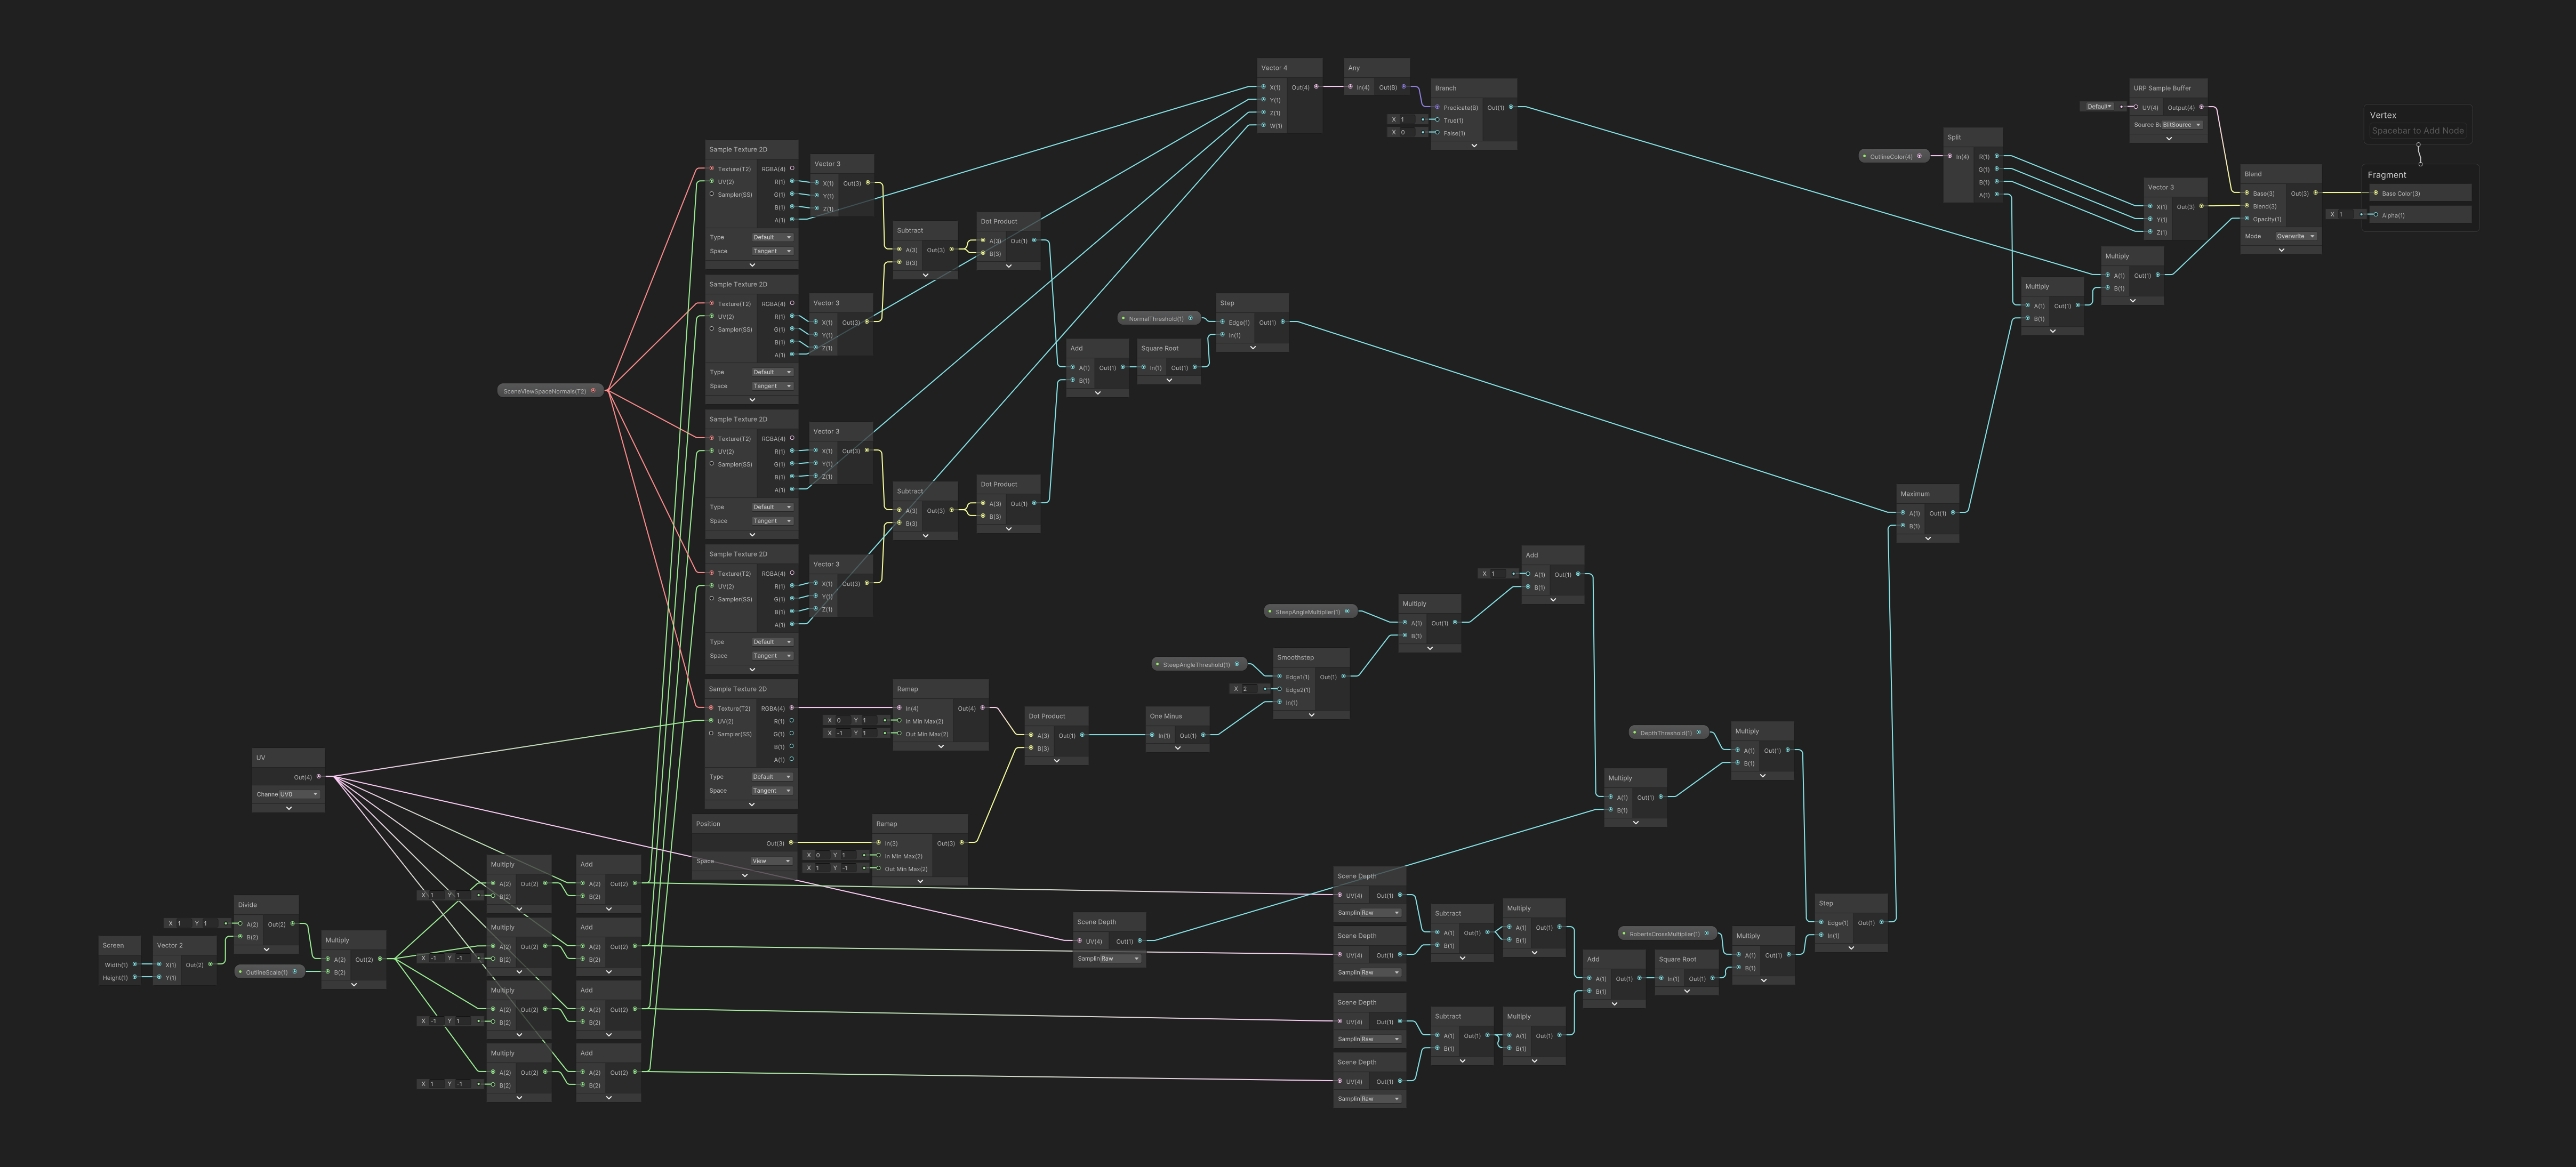 Vector 4
X(1) Out(4)
Y(1)
Z(1)
W(1)
Any
In(4) Out(B)
Branch
Predicate(B) Out(1)
X 1 True(1)
X 0 False(1)
URP Sample Buffer
Default UV(4) Output(4)
Source Bu BlitSource
Vertex
Spacebar to Add Node
Fragment
Base Color(3)
X 1 Alpha(1)
Split
OutlineColor(4) In(4) R(1)
G(1)
B(1)
A(1)
Vector 3
X(1) Out(3)
Y(1)
Z(1)
Blend
Base(3) Out(3)
Blend(3)
Opacity(1)
Mode Overwrite
Multiply
A(1) Out(1)
B(1)
Multiply
A(1) Out(1)
B(1)
Sample Texture 2D
Texture(T2) RGBA(4)
UV(2) R(1)
Sampler(SS) G(1)
B(1)
A(1)
Type Default
Space Tangent
Vector 3
X(1) Out(3)
Y(1)
Z(1)
Subtract
A(3) Out(3)
B(3)
Dot Product
A(3) Out(1)
B(3)
Sample Texture 2D
Texture(T2) RGBA(4)
UV(2) R(1)
Sampler(SS) G(1)
B(1)
A(1)
Type Default
Space Tangent
Vector 3
X(1) Out(3)
Y(1)
Z(1)
SceneViewSpaceNormals(T2)
Add
A(1) Out(1)
B(1)
Square Root
In(1) Out(1)
NormalThreshold(1)
Step
Edge(1) Out(1)
In(1)
Sample Texture 2D
Texture(T2) RGBA(4)
UV(2) R(1)
Sampler(SS) G(1)
B(1)
A(1)
Type Default
Space Tangent
Vector 3
X(1) Out(3)
Y(1)
Z(1)
Subtract
A(3) Out(3)
B(3)
Dot Product
A(3) Out(1)
B(3)
Maximum
A(1) Out(1)
B(1)
Sample Texture 2D
Texture(T2) RGBA(4)
UV(2) R(1)
Sampler(SS) G(1)
B(1)
A(1)
Type Default
Space Tangent
Vector 3
X(1) Out(3)
Y(1)
Z(1)
Add
X 1 A(1) Out(1)
B(1)
SteepAngleMultiplier(1)
Multiply
A(1) Out(1)
B(1)
SteepAngleThreshold(1)
Smoothstep
Edge1(1) Out(1)
X 2 Edge2(1)
In(1)
Sample Texture 2D
Texture(T2) RGBA(4)
UV(2) R(1)
Sampler(SS) G(1)
B(1)
A(1)
Type Default
Space Tangent
Remap
In(4) Out(4)
X 0 Y 1 In Min Max(2)
X -1 Y 1 Out Min Max(2)
Dot Product
A(3) Out(1)
B(3)
One Minus
In(1) Out(1)
DepthThreshold(1)
Multiply
A(1) Out(1)
B(1)
Multiply
A(1) Out(1)
B(1)
UV
Out(4)
Channe UV0
Position
Out(3)
Space View
Remap
In(3) Out(3)
X 0 Y 1 In Min Max(2)
X 1 Y -1 Out Min Max(2)
Screen
Width(1)
Height(1)
Vector 2
X(1) Out(2)
Y(1)
Divide
X 1 Y 1 A(2) Out(2)
B(2)
OutlineScale(1)
Multiply
A(2) Out(2)
B(2)
Multiply
A(2) Out(2)
X 1 Y 1 B(2)
Add
A(2) Out(2)
B(2)
Multiply
A(2) Out(2)
X -1 Y -1 B(2)
Add
A(2) Out(2)
B(2)
Multiply
A(2) Out(2)
X -1 Y 1 B(2)
Add
A(2) Out(2)
B(2)
Multiply
A(2) Out(2)
X 1 Y -1 B(2)
Add
A(2) Out(2)
B(2)
Scene Depth
UV(4) Out(1)
Samplin Raw
Scene Depth
UV(4) Out(1)
Samplin Raw
Scene Depth
UV(4) Out(1)
Samplin Raw
Subtract
A(1) Out(1)
B(1)
Multiply
A(1) Out(1)
B(1)
Scene Depth
UV(4) Out(1)
Samplin Raw
Scene Depth
UV(4) Out(1)
Samplin Raw
Subtract
A(1) Out(1)
B(1)
Multiply
A(1) Out(1)
B(1)
Add
A(1) Out(1)
B(1)
Square Root
In(1) Out(1)
RobertsCrossMultiplier(1)
Multiply
A(1) Out(1)
B(1)
Step
Edge(1) Out(1)
In(1)